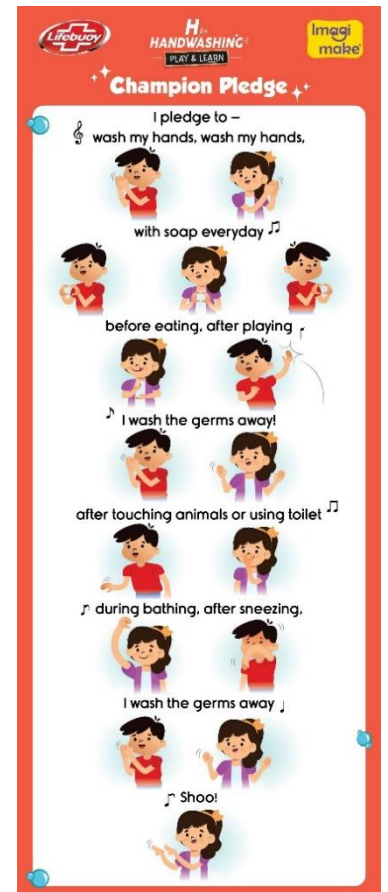 Lifebuoy
H for
HANDWASHING
PLAY & LEARN
Imagi
make
Champion Pledge
I pledge to –
wash my hands, wash my hands,
with soap everyday
before eating, after playing
I wash the germs away!
after touching animals or using toilet
during bathing, after sneezing,
I wash the germs away
Shoo!